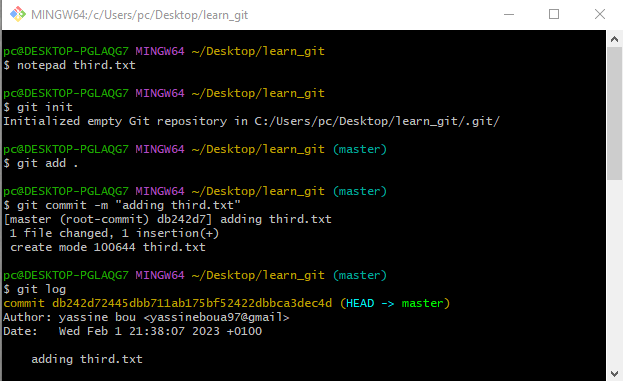 MINGW64:/c/Users/pc/Desktop/learn_git
pc@DESKTOP-PGLAQG7 MINGW64 ~/Desktop/learn_git
$ notepad third.txt
pc@DESKTOP-PGLAQG7 MINGW64 ~/Desktop/learn_git
$ git init
Initialized empty Git repository in C:/Users/pc/Desktop/learn_git/.git/
pc@DESKTOP-PGLAQG7 MINGW64 ~/Desktop/learn_git (master)
$ git add .
pc@DESKTOP-PGLAQG7 MINGW64 ~/Desktop/learn_git (master)
$ git commit -m "adding third.txt"
[master (root-commit) db242d7] adding third.txt
 1 file changed, 1 insertion(+)
 create mode 100644 third.txt
pc@DESKTOP-PGLAQG7 MINGW64 ~/Desktop/learn_git (master)
$ git log
commit db242d72445dbb711ab175bf52422dbbca3dec4d (HEAD -> master)
Author: yassine bou <yassineboua97@gmail>
Date:   Wed Feb 1 21:38:07 2023 +0100
    adding third.txt